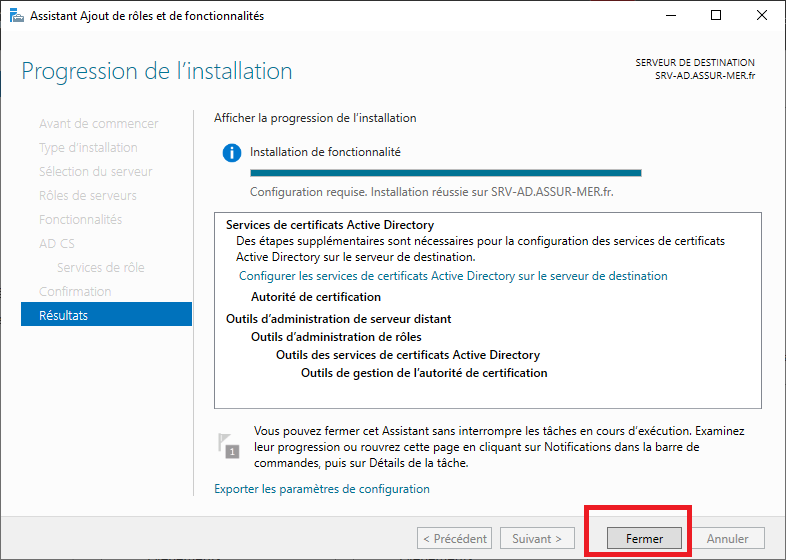 Assistant Ajout de rôles et de fonctionnalités
Progression de l'installation
SERVEUR DE DESTINATION
SRV-AD.ASSUR-MER.fr
Avant de commencer
Type d'installation
Sélection du serveur
Rôles de serveurs
Fonctionnalités
AD CS
Services de rôle
Confirmation
Résultats
Afficher la progression de l'installation
Installation de fonctionnalité
Configuration requise. Installation réussie sur SRV-AD.ASSUR-MER.fr.
Services de certificats Active Directory
Des étapes supplémentaires sont nécessaires pour la configuration des services de certificats
Active Directory sur le serveur de destination.
Configurer les services de certificats Active Directory sur le serveur de destination
Autorité de certification
Outils d'administration de serveur distant
Outils d'administration de rôles
Outils des services de certificats Active Directory
Outils de gestion de l'autorité de certification
1
Vous pouvez fermer cet Assistant sans interrompre les tâches en cours d'exécution. Examinez
leur progression ou rouvrez cette page en cliquant sur Notifications dans la barre de
commandes, puis sur Détails de la tâche.
Exporter les paramètres de configuration
< Précédent
Suivant >
Fermer
Annuler